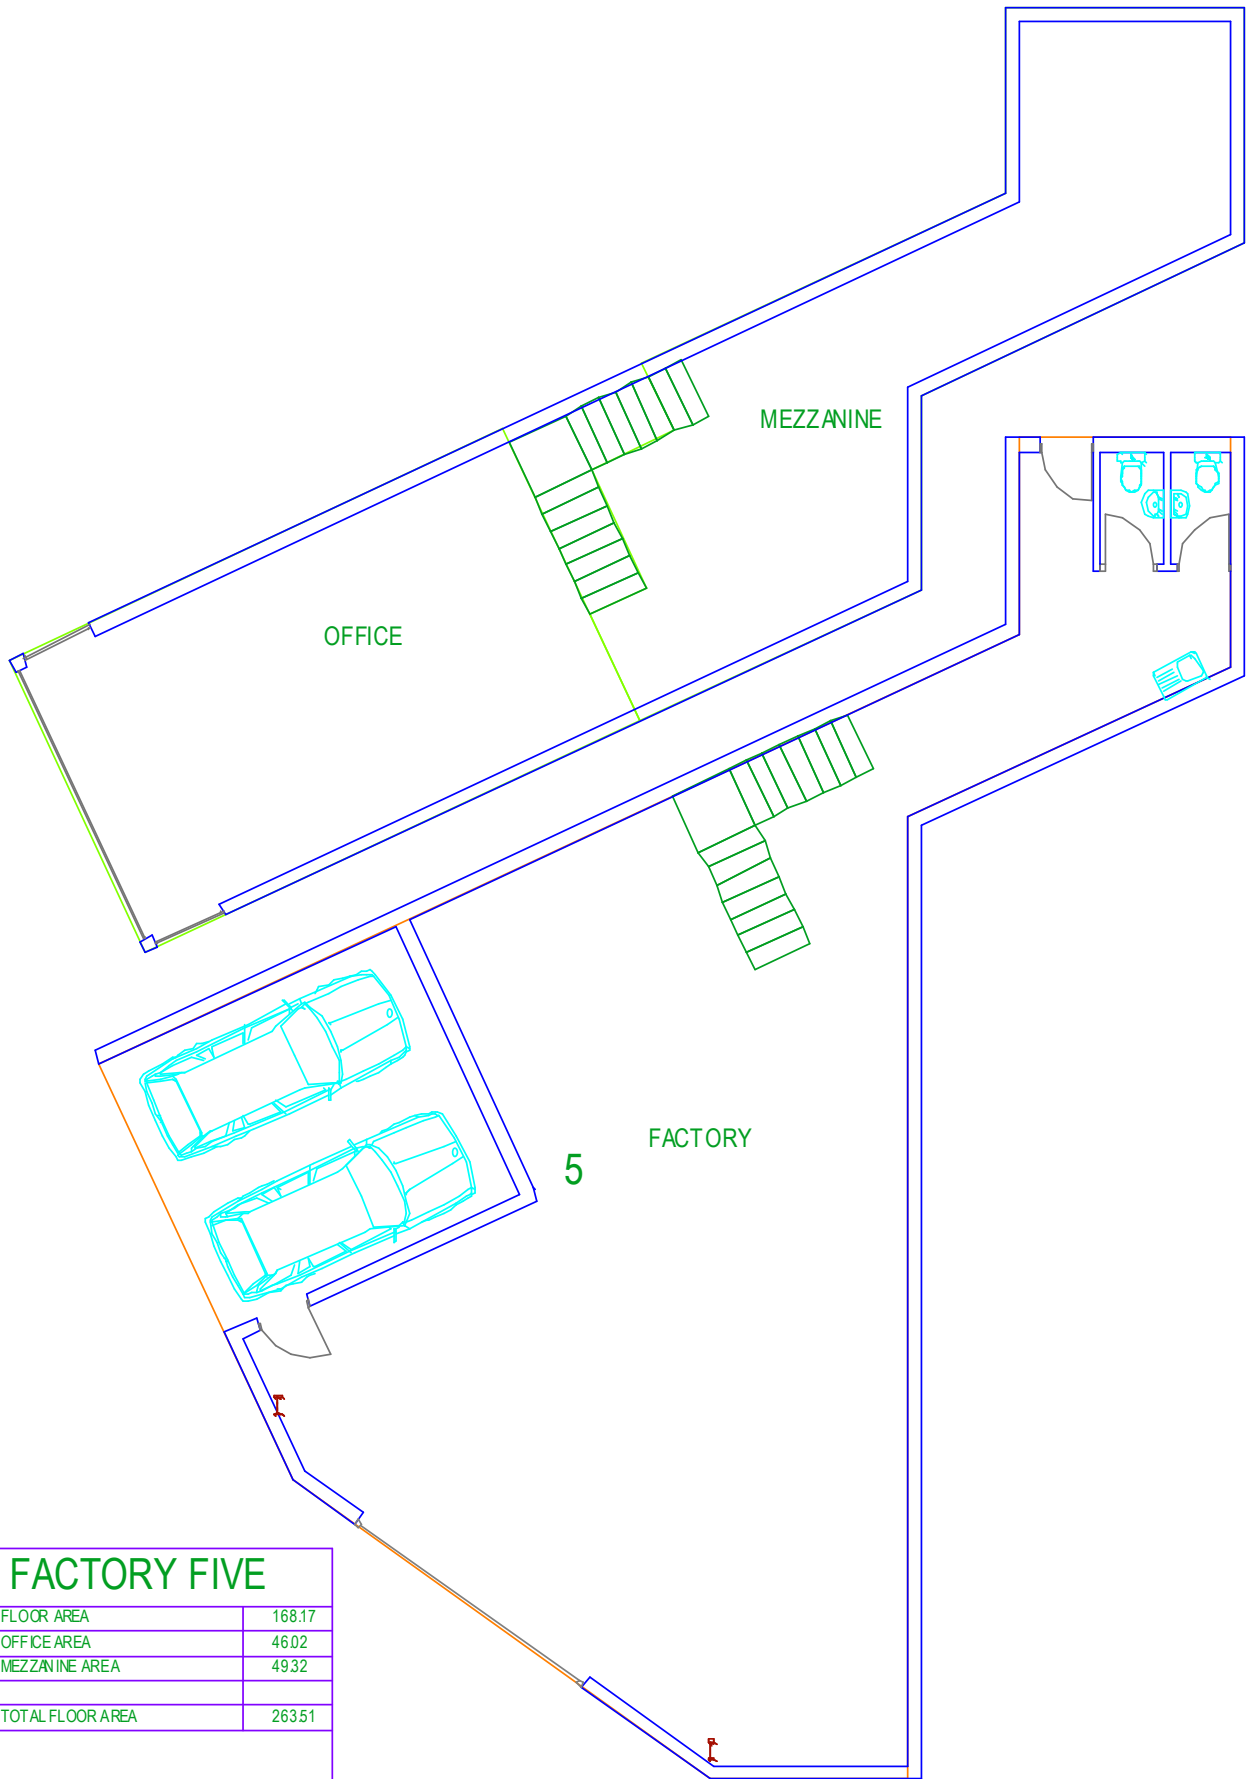 MEZZANINE
OFFICE
FACTORY
5
FACTORY FIVE
FLOOR AREA 168.17
OFFICE AREA 46.02
MEZZANINE AREA 49.32
TOTAL FLOOR AREA 263.51